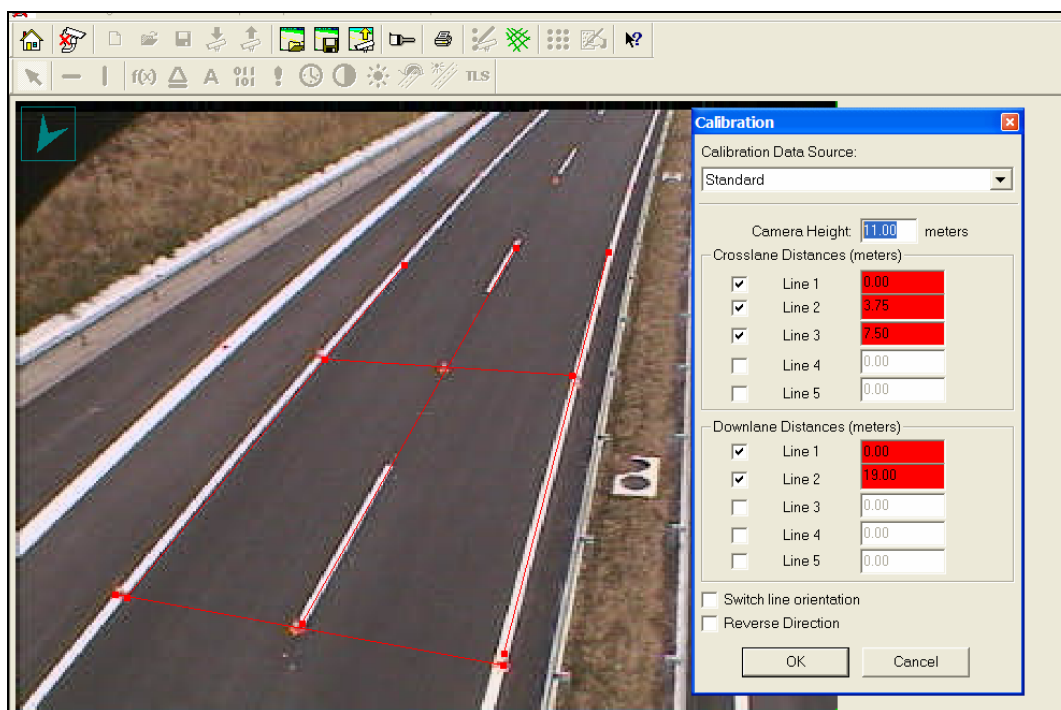 f(x) A 011
101 ! TLS
Calibration
Calibration Data Source:
Standard
Camera Height: 11.00 meters
Crosslane Distances (meters)
Line 1 0.00
Line 2 3.75
Line 3 7.50
Line 4 0.00
Line 5 0.00
Downlane Distances (meters)
Line 1 0.00
Line 2 19.00
Line 3 0.00
Line 4 0.00
Line 5 0.00
Switch line orientation
Reverse Direction
OK Cancel